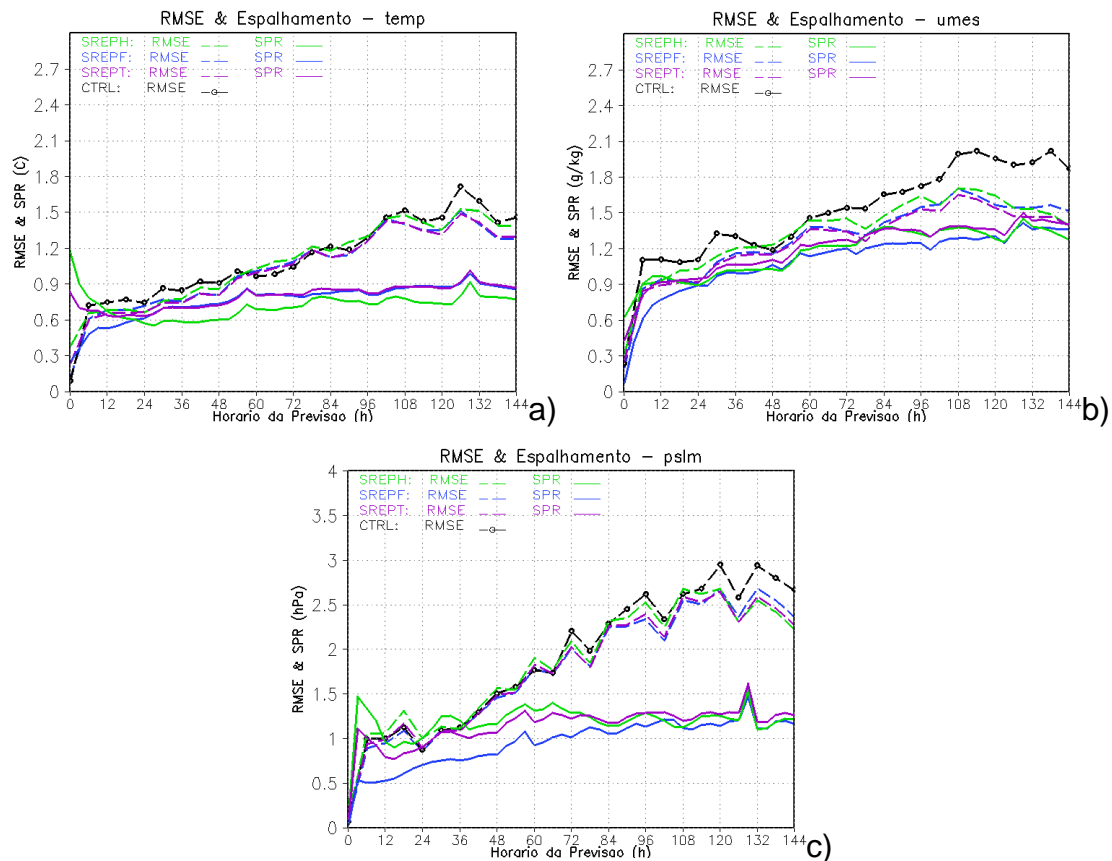 RMSE & Espalhamento - temp
SREPH: RMSE SPR
SREPF: RMSE SPR
SREPT: RMSE SPR
CTRL: RMSE
RMSE & SPR (C)
2.7
2.4
2.1
1.8
1.5
1.2
0.9
0.6
0.3
0
0 12 24 36 48 60 72 84 96 108 120 132 144
Horario da Previsao (h)
a)
RMSE & Espalhamento - umes
SREPH: RMSE SPR
SREPF: RMSE SPR
SREPT: RMSE SPR
CTRL: RMSE
RMSE & SPR (g/kg)
2.7
2.4
2.1
1.8
1.5
1.2
0.9
0.6
0.3
0
0 12 24 36 48 60 72 84 96 108 120 132 144
Horario da Previsao (h)
b)
RMSE & Espalhamento - pslm
SREPH: RMSE SPR
SREPF: RMSE SPR
SREPT: RMSE SPR
CTRL: RMSE
RMSE & SPR (hPa)
4
3.5
3
2.5
2
1.5
1
0.5
0
0 12 24 36 48 60 72 84 96 108 120 132 144
Horario da Previsao (h)
c)